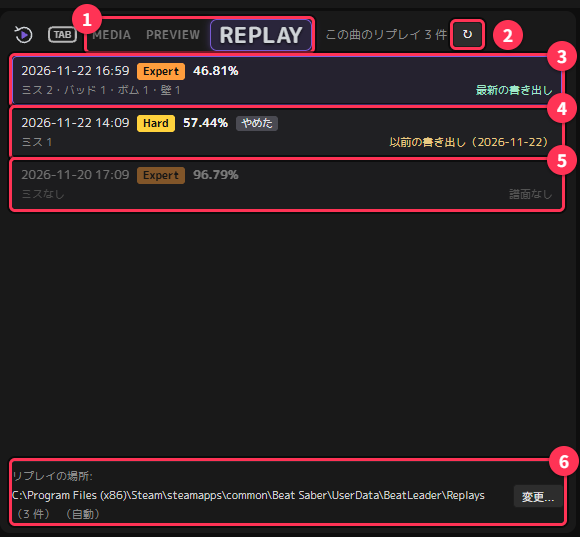 1
TAB MEDIA PREVIEW REPLAY この曲のリプレイ 3 件 ↻ 2
3
2026-11-22 16:59 Expert 46.81%
ミス 2・バッド 1・ボム 1・壁 1 最新の書き出し
4
2026-11-22 14:09 Hard 57.44% やめた
ミス 1 以前の書き出し（2026-11-22）
5
2026-11-20 17:09 Expert 96.79%
ミスなし 譜面なし
6
リプレイの場所:
C:\Program Files (x86)\Steam\steamapps\common\Beat Saber\UserData\BeatLeader\Replays
変更...
（3 件）（自動）